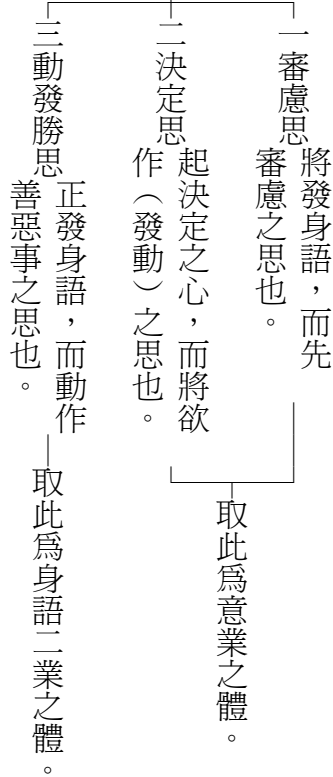 一審慮思
將發身語，而先
審慮之思也。
二決定思
起決定之心，而將欲
作（發動）之思也。
取此爲意業之體。
三動發勝思
正發身語，而動作
善惡事之思也。
取此爲身語二業之體。